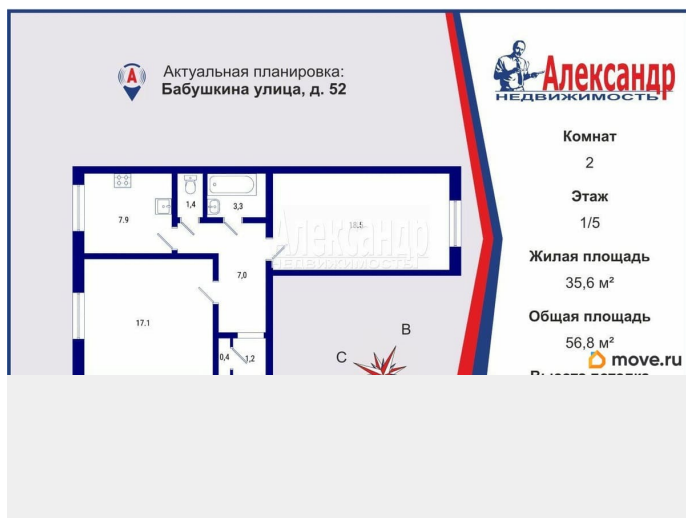 Актуальная планировка:
Бабушкина улица, д. 52
Александр
НЕДВИЖИМОСТЬ
Комнат
2
Этаж
1/5
Жилая площадь
35,6 м²
Общая площадь
56,8 м²
move.ru
7.9
1,4
3,3
18.5
Александр
НЕДВИЖИМОСТЬ
7,0
17.1
0,4
1,2
В
С